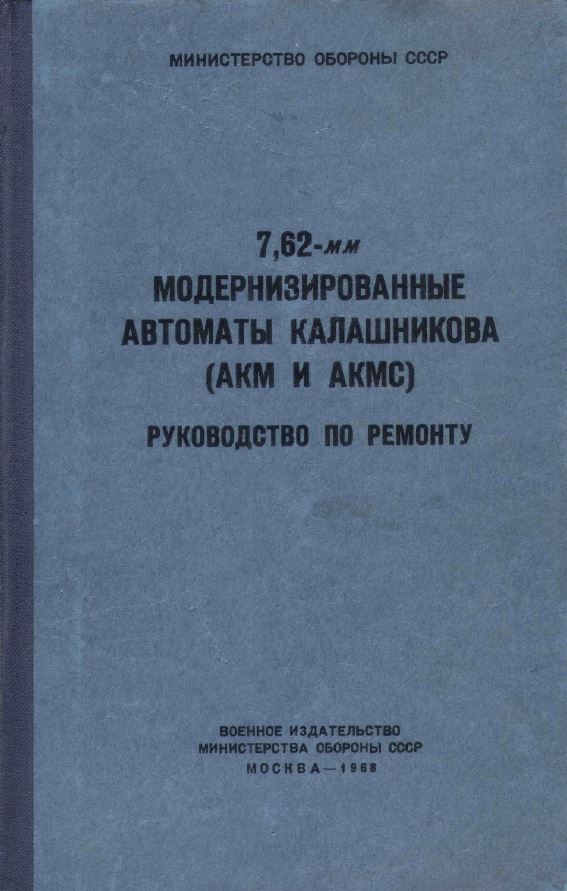 МИНИСТЕРСТВО ОБОРОНЫ СССР
7,62-мм
МОДЕРНИЗИРОВАННЫЕ
АВТОМАТЫ КАЛАШНИКОВА
(АКМ И АКМС)
РУКОВОДСТВО ПО РЕМОНТУ
ВОЕННОЕ ИЗДАТЕЛЬСТВО
МИНИСТЕРСТВА ОБОРОНЫ СССР
МОСКВА—1968